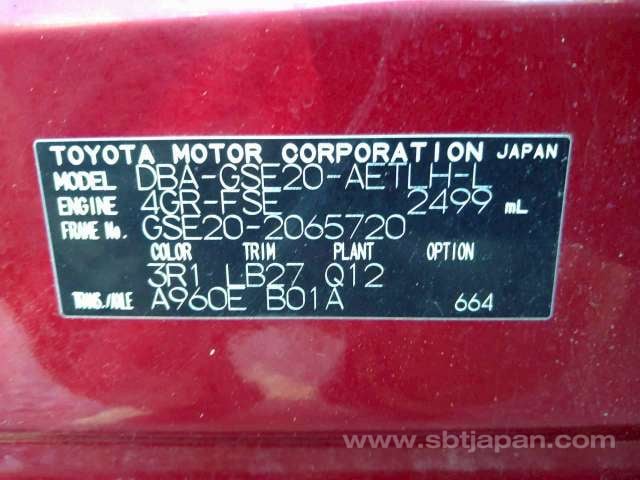 TOYOTA MOTOR CORPORATION JAPAN
MODEL DBA-GSE20-AETLH-L
ENGINE 4GR-FSE 2499 mL
FRAME No. GSE20-2065720
COLOR TRIM PLANT OPTION
3R1 LB27 Q12
TRANS./AXLE A960E B01A 664
www.sbtjapan.com